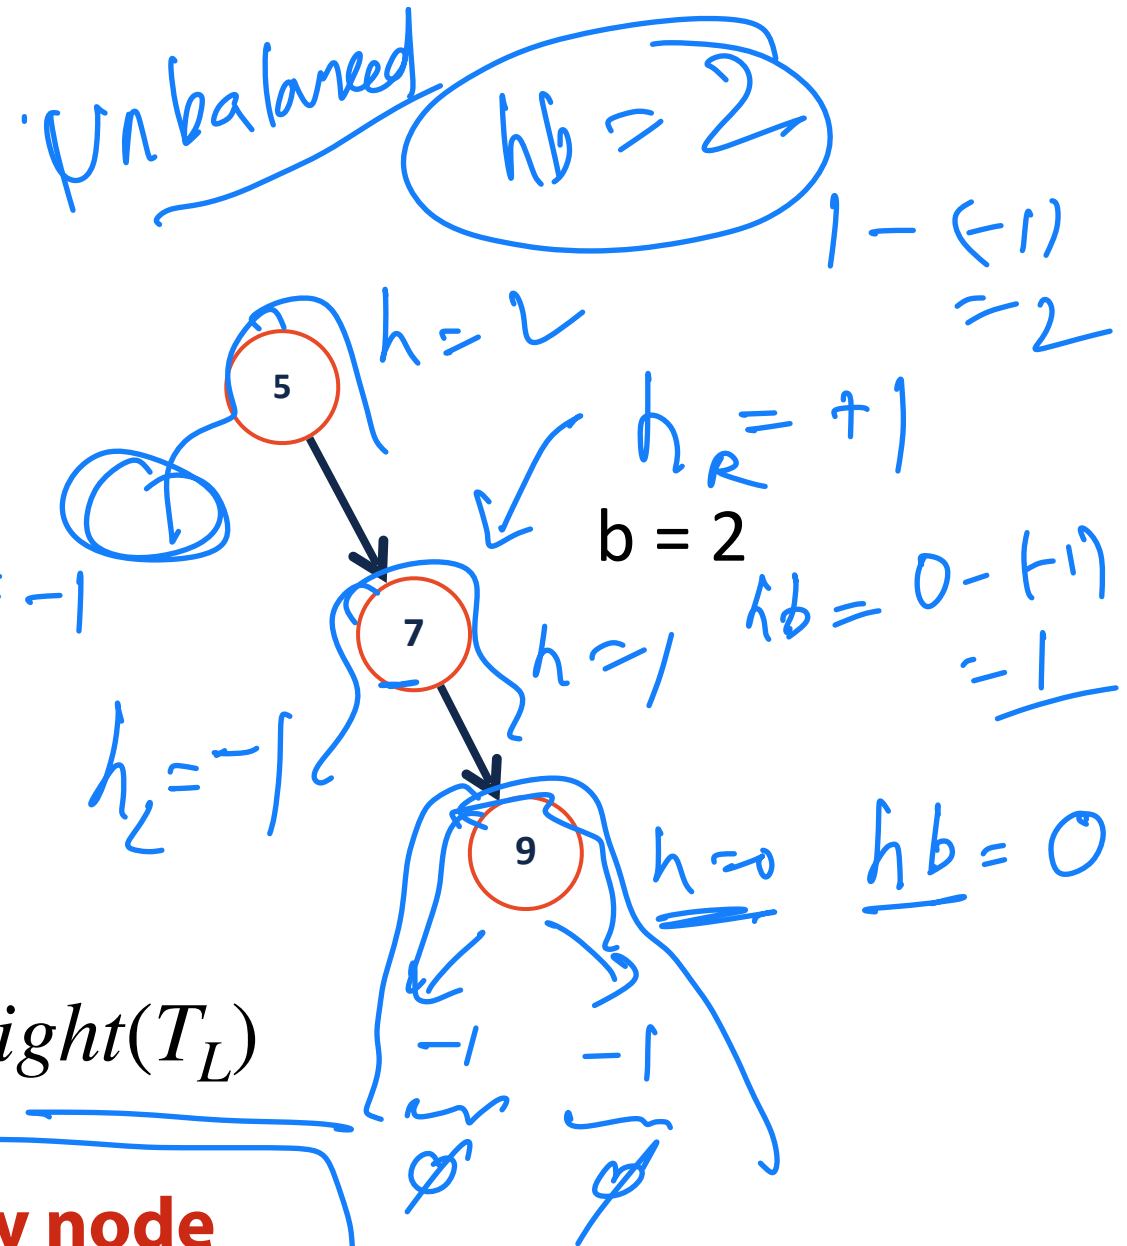 unbalanced
hb = 2
1 - (-1)
= 2
h = 2
5
h_R = +1
b = 2
= -1
7
hb = 0 - (-1)
= 1
h = 1
h_L = -1
9
h = 0
hb = 0
ight(T_L)
-1 -1
∅ ∅
y node